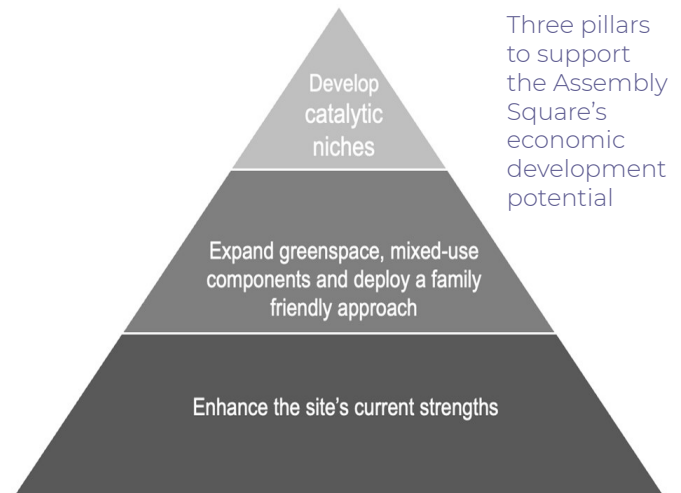 Three pillars
to support
the Assembly
Square’s
economic
development
potential
Develop
catalytic
niches
Expand greenspace, mixed-use
components and deploy a family
friendly approach
Enhance the site’s current strengths